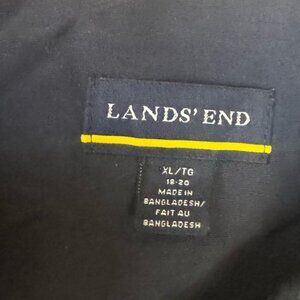 LANDS' END
XL/TG
18-20
MADE IN
BANGLADESH/
FAIT AU
BANGLADESH